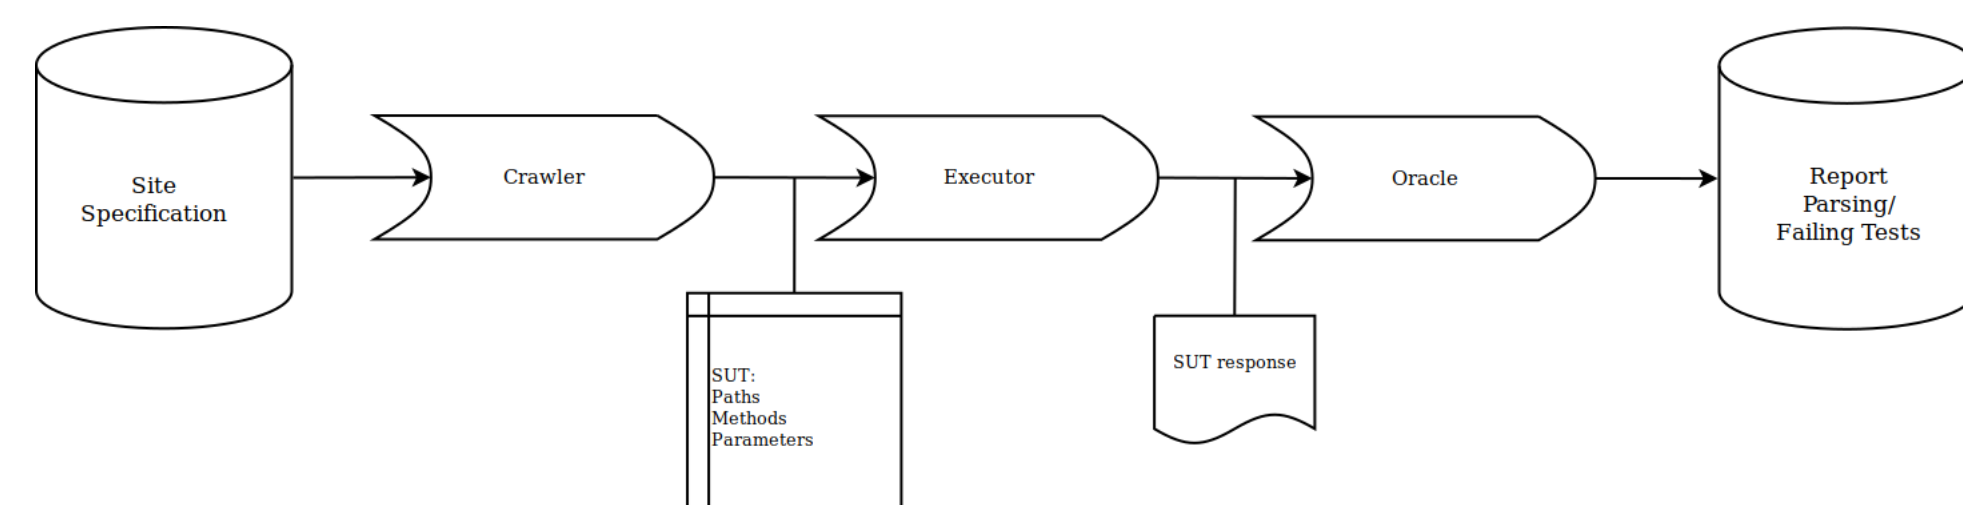 Site
Specification
Crawler
Executor
Oracle
Report
Parsing/
Failing Tests
SUT:
Paths
Methods
Parameters
SUT response